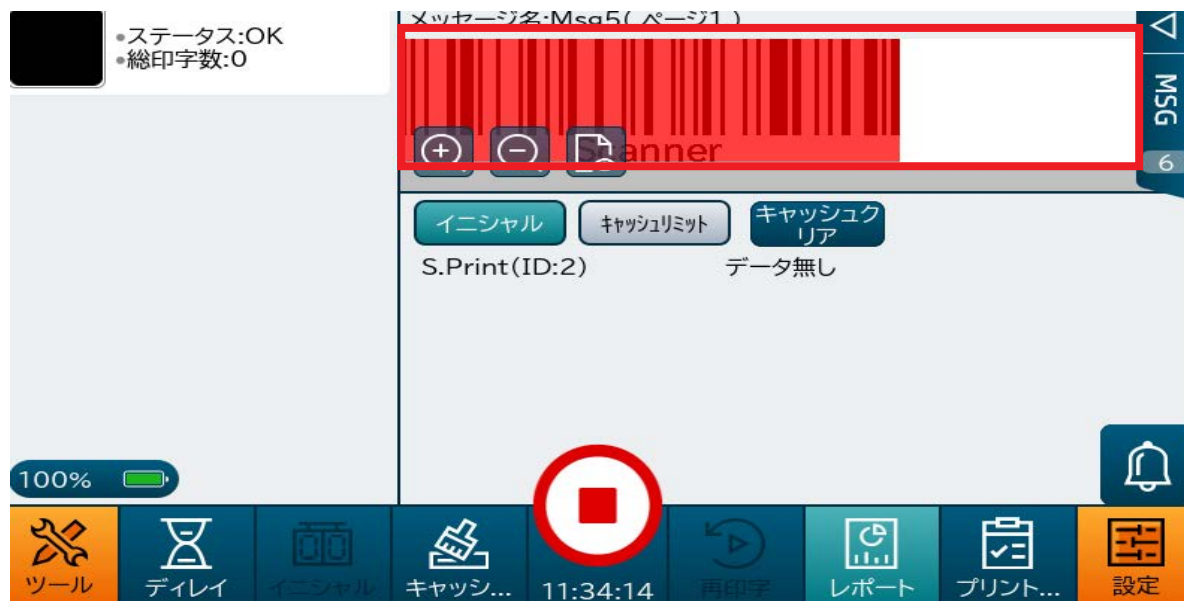 •ステータス:OK
•総印字数:0
メッセージ名:Msg5( ページ1 )
MSG
6
Scanner
イニシャル
ｷｬｯｼｭﾘﾐｯﾄ
キャッシュク
リア
S.Print(ID:2)
データ無し
100%
ツール
ディレイ
イニシャル
キャッシ...
11:34:14
再印字
レポート
プリント...
設定